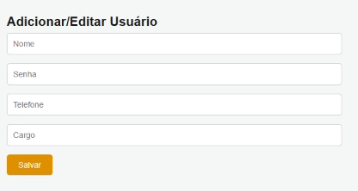 Adicionar/Editar Usuário
Nome
Senha
Telefone
Cargo
Salvar